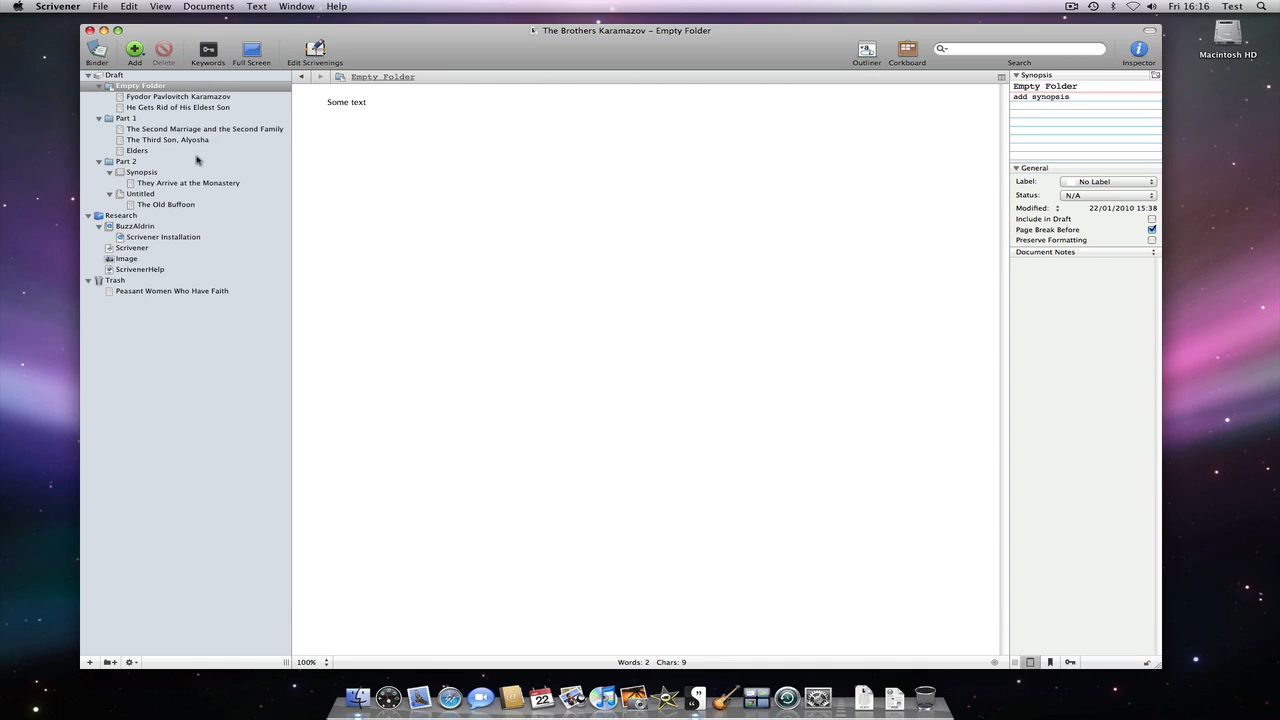 Scrivener File Edit View Documents Text Window Help Fri 16:16 Test
The Brothers Karamazov – Empty Folder
Binder Add Delete Keywords Full Screen Edit Scrivenings Outliner Corkboard Search Inspector
Macintosh HD
Draft
Empty Folder
Fyodor Pavlovitch Karamazov
He Gets Rid of His Eldest Son
Part 1
The Second Marriage and the Second Family
The Third Son, Alyosha
Elders
Part 2
Synopsis
They Arrive at the Monastery
Untitled
The Old Buffoon
Research
BuzzAldrin
Scrivener Installation
Scrivener
Image
ScrivenerHelp
Trash
Peasant Women Who Have Faith
Empty Folder
Some text
Synopsis
Empty Folder
add synopsis
General
Label: No Label
Status: N/A
Modified: 22/01/2010 15:38
Include in Draft
Page Break Before
Preserve Formatting
Document Notes
100% Words: 2 Chars: 9
22